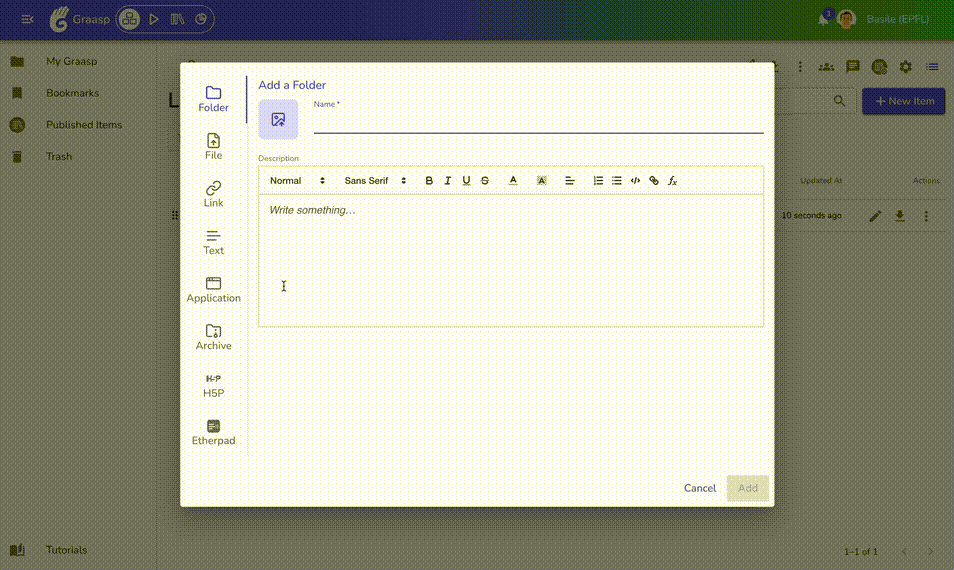 Graasp
1
Basile (EPFL)
My Graasp
Bookmarks
Published Items
Trash
Tutorials
New Item
Updated At
Actions
10 seconds ago
1–1 of 1
Folder
File
Link
Text
Application
Archive
H5P
H5P
Etherpad
Add a Folder
Name *
Description
Normal
Sans Serif
B I U S A A
Write something...
Cancel
Add